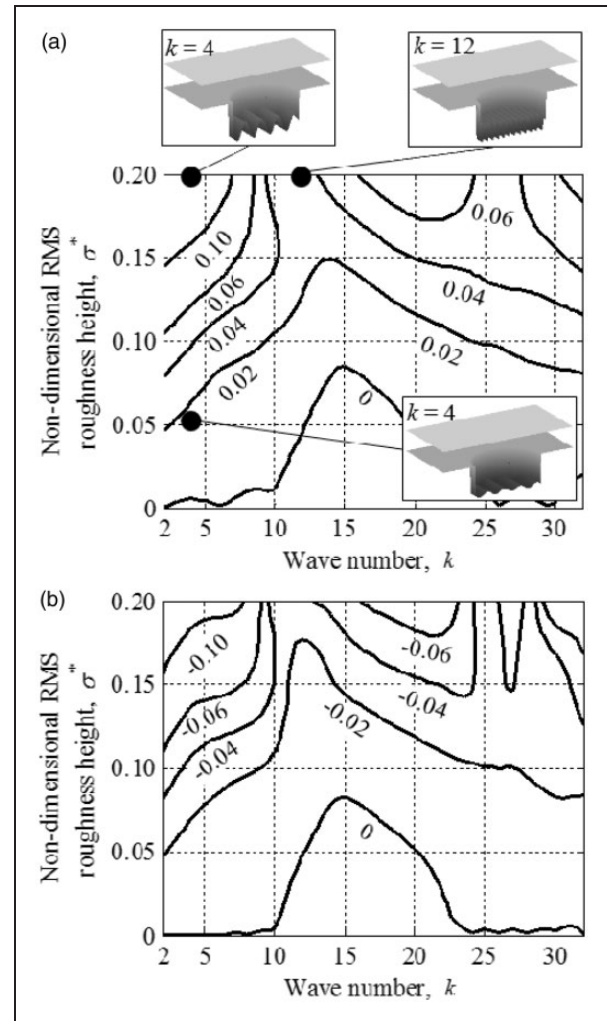 (a)
k = 4
k = 12
Non-dimensional RMS
roughness height, σ*
0.20
0.15
0.10
0.05
0
0.10
0.06
0.04
0.02
0
0.06
0.04
0.02
k = 4
2 5 10 15 20 25 30
Wave number, k
(b)
Non-dimensional RMS
roughness height, σ*
0.20
0.15
0.10
0.05
0
-0.10
-0.06
-0.04
-0.06
-0.04
-0.02
0
2 5 10 15 20 25 30
Wave number, k